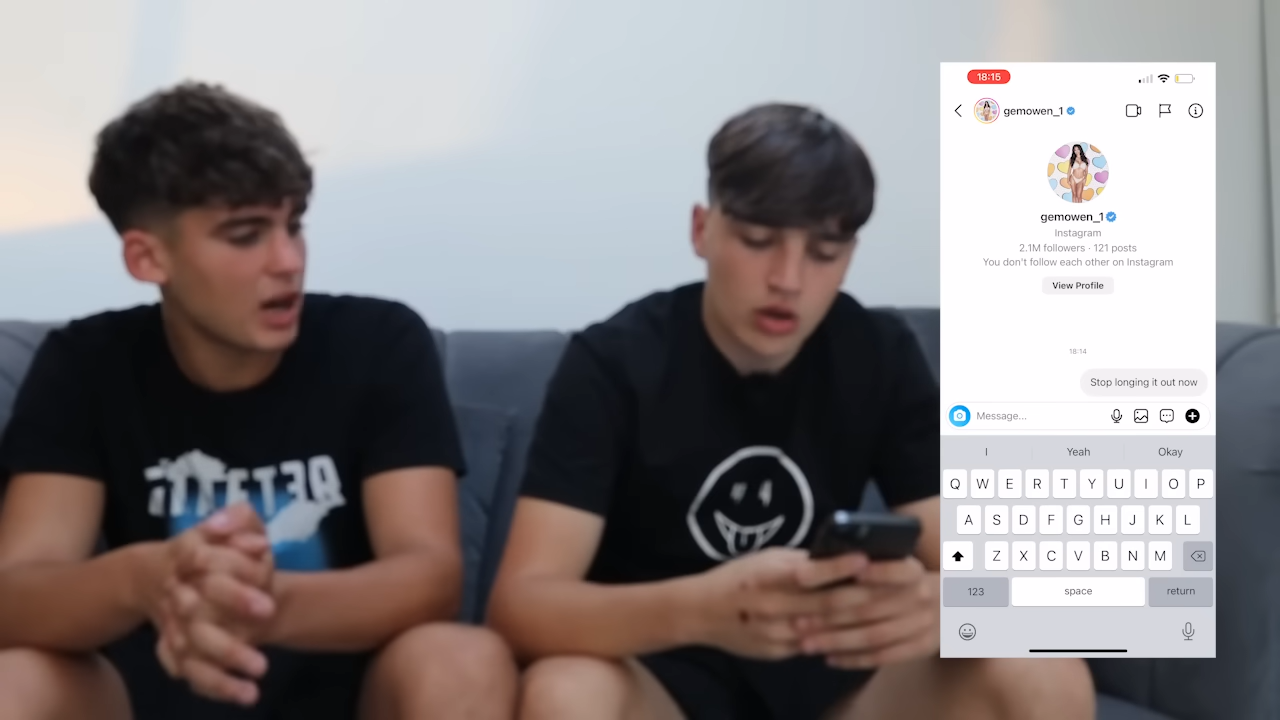 18:15
gemowen_1
gemowen_1
Instagram
2.1M followers · 121 posts
You don't follow each other on Instagram
View Profile
18:14
Stop longing it out now
Message...
I Yeah Okay
Q W E R T Y U I O P
A S D F G H J K L
Z X C V B N M
123 space return